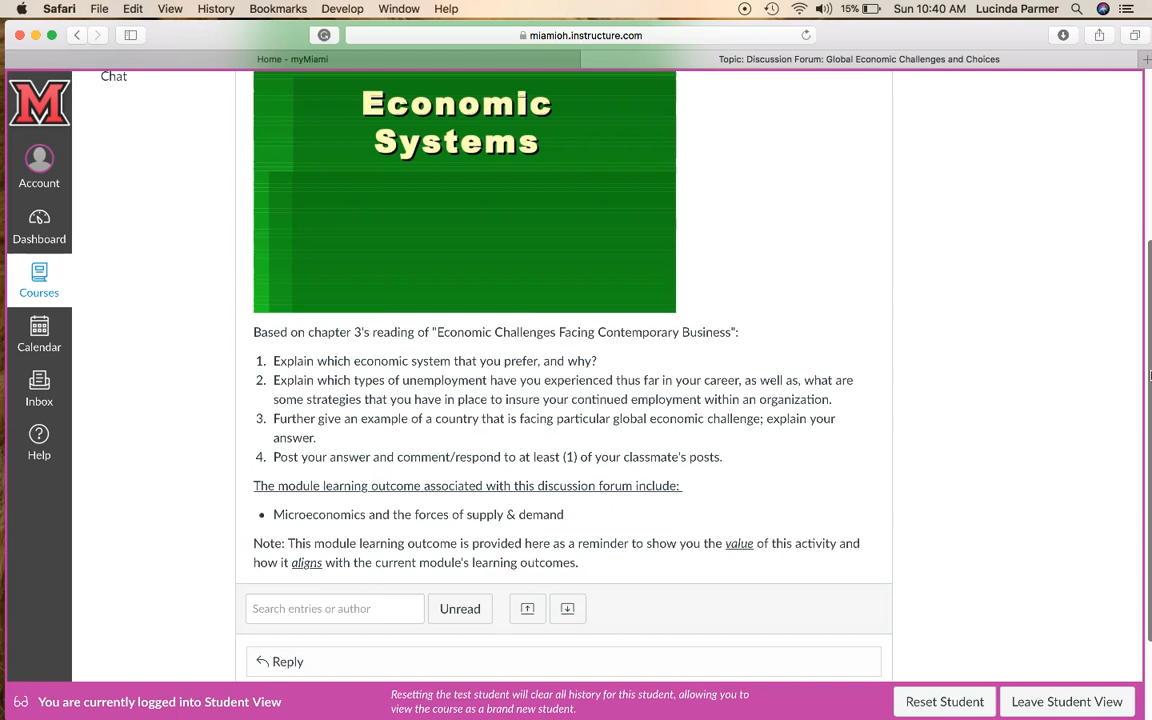 Safari File Edit View History Bookmarks Develop Window Help 15% Sun 10:40 AM Lucinda Parmer
miamioh.instructure.com
Home - myMiami Topic: Discussion Forum: Global Economic Challenges and Choices
M
Account
Dashboard
Courses
Calendar
Inbox
Help
Chat
Economic
Systems
Based on chapter 3's reading of "Economic Challenges Facing Contemporary Business":
1. Explain which economic system that you prefer, and why?
2. Explain which types of unemployment have you experienced thus far in your career, as well as, what are
some strategies that you have in place to insure your continued employment within an organization.
3. Further give an example of a country that is facing particular global economic challenge; explain your
answer.
4. Post your answer and comment/respond to at least (1) of your classmate's posts.
The module learning outcome associated with this discussion forum include:
• Microeconomics and the forces of supply & demand
Note: This module learning outcome is provided here as a reminder to show you the value of this activity and
how it aligns with the current module's learning outcomes.
Search entries or author Unread
Reply
You are currently logged into Student View
Resetting the test student will clear all history for this student, allowing you to
view the course as a brand new student.
Reset Student Leave Student View